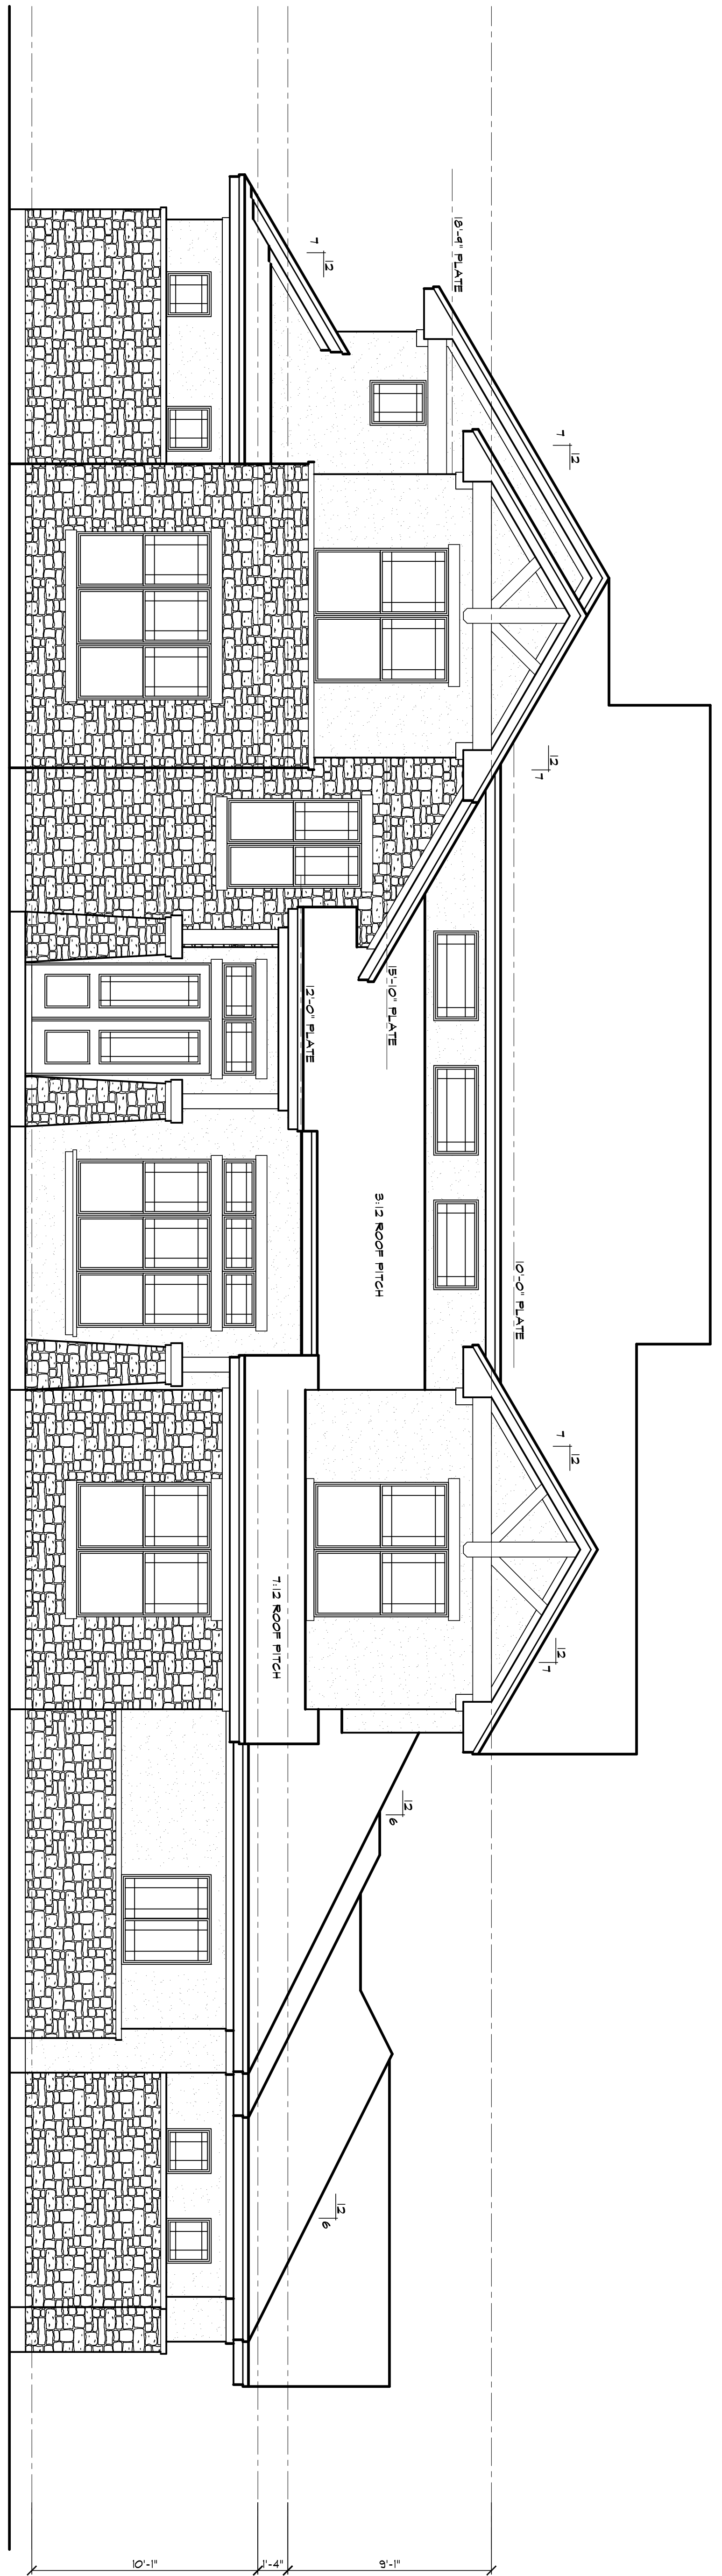 12
7
12
7
12
7
12
7
10'-0" PLATE
18'-9" PLATE
12
6
15'-10" PLATE
3:12 ROOF PITCH
9'-1"
12
6
12
7
12'-0" PLATE
7:12 ROOF PITCH
1'-4"
10'-1"